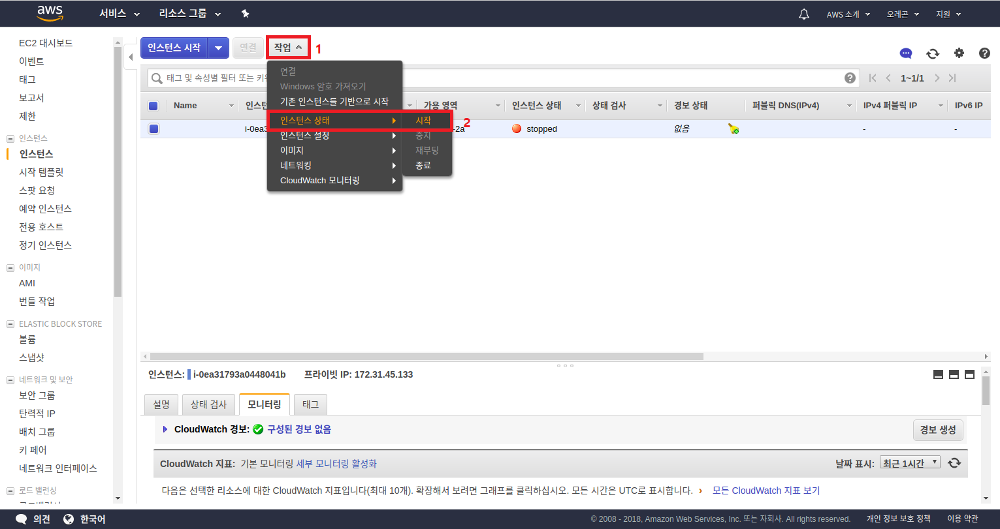 aws 서비스 리소스 그룹 AWS 소개 오레곤 지원
EC2 대시보드
이벤트
태그
보고서
제한
인스턴스
인스턴스
시작 템플릿
스팟 요청
예약 인스턴스
전용 호스트
정기 인스턴스
이미지
AMI
번들 작업
ELASTIC BLOCK STORE
볼륨
스냅샷
네트워크 및 보안
보안 그룹
탄력적 IP
배치 그룹
키 페어
네트워크 인터페이스
로드 밸런싱
인스턴스 시작 연결 작업 1
태그 및 속성별 필터 또는 1~1/1
연결
Windows 암호 가져오기
기존 인스턴스를 기반으로 시작
인스턴스 상태 시작 2
인스턴스 설정 중지
이미지 재부팅
네트워킹 종료
CloudWatch 모니터링
Name 가용 영역 인스턴스 상태 상태 검사 경보 상태 퍼블릭 DNS(IPv4) IPv4 퍼블릭 IP IPv6 IP
i-0ea3 -2a stopped 없음 - -
인스턴스: i-0ea31793a0448041b 프라이빗 IP: 172.31.45.133
설명 상태 검사 모니터링 태그
CloudWatch 경보: 구성된 경보 없음 경보 생성
CloudWatch 지표: 기본 모니터링 세부 모니터링 활성화 날짜 표시: 최근 1시간
다음은 선택한 리소스에 대한 CloudWatch 지표입니다(최대 10개). 확장해서 보려면 그래프를 클릭하십시오. 모든 시간은 UTC로 표시합니다. › 모든 CloudWatch 지표 보기
의견 한국어 © 2008 - 2018, Amazon Web Services, Inc. 또는 자회사. All rights reserved. 개인 정보 보호 정책 이용 약관